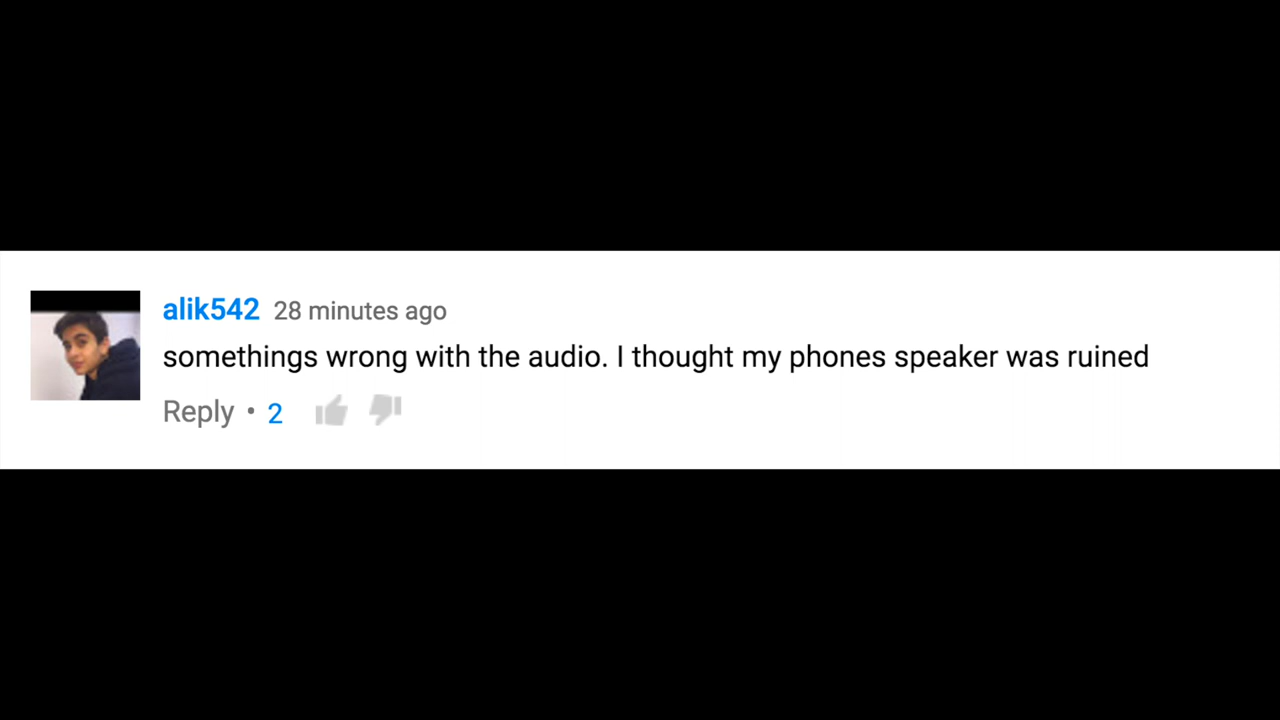 alik542 28 minutes ago
somethings wrong with the audio. I thought my phones speaker was ruined
Reply • 2